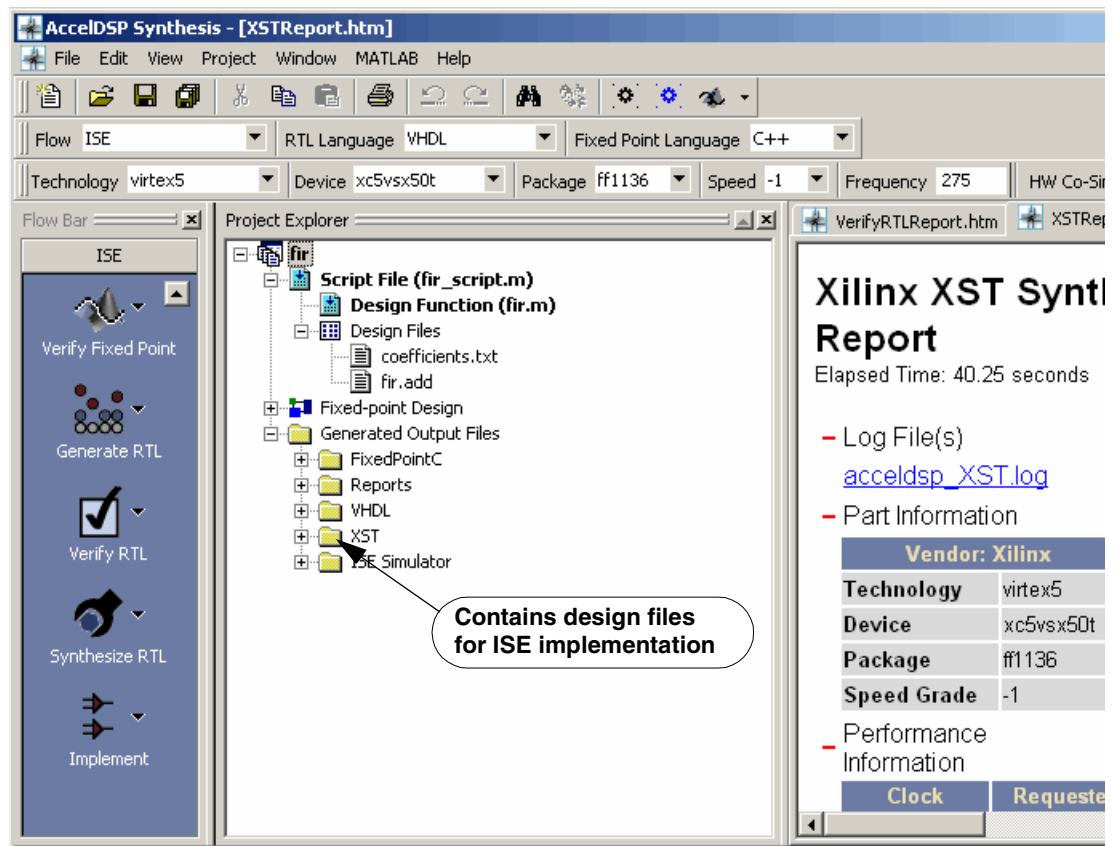 AccelDSP Synthesis - [XSTReport.htm]
File Edit View Project Window MATLAB Help
Flow ISE RTL Language VHDL Fixed Point Language C++
Technology virtex5 Device xc5vsx50t Package ff1136 Speed -1 Frequency 275 HW Co-Si
Flow Bar
ISE
Verify Fixed Point
Generate RTL
Verify RTL
Synthesize RTL
Implement
Project Explorer
fir
Script File (fir_script.m)
Design Function (fir.m)
Design Files
coefficients.txt
fir.add
Fixed-point Design
Generated Output Files
FixedPointC
Reports
VHDL
XST
ISE Simulator
Contains design files
for ISE implementation
VerifyRTLReport.htm XSTRep
Xilinx XST Synt
Report
Elapsed Time: 40.25 seconds
Log File(s)
acceldsp_XST.log
Part Information
Vendor: Xilinx
Technology virtex5
Device xc5vsx50t
Package ff1136
Speed Grade -1
Performance
Information
Clock Requeste